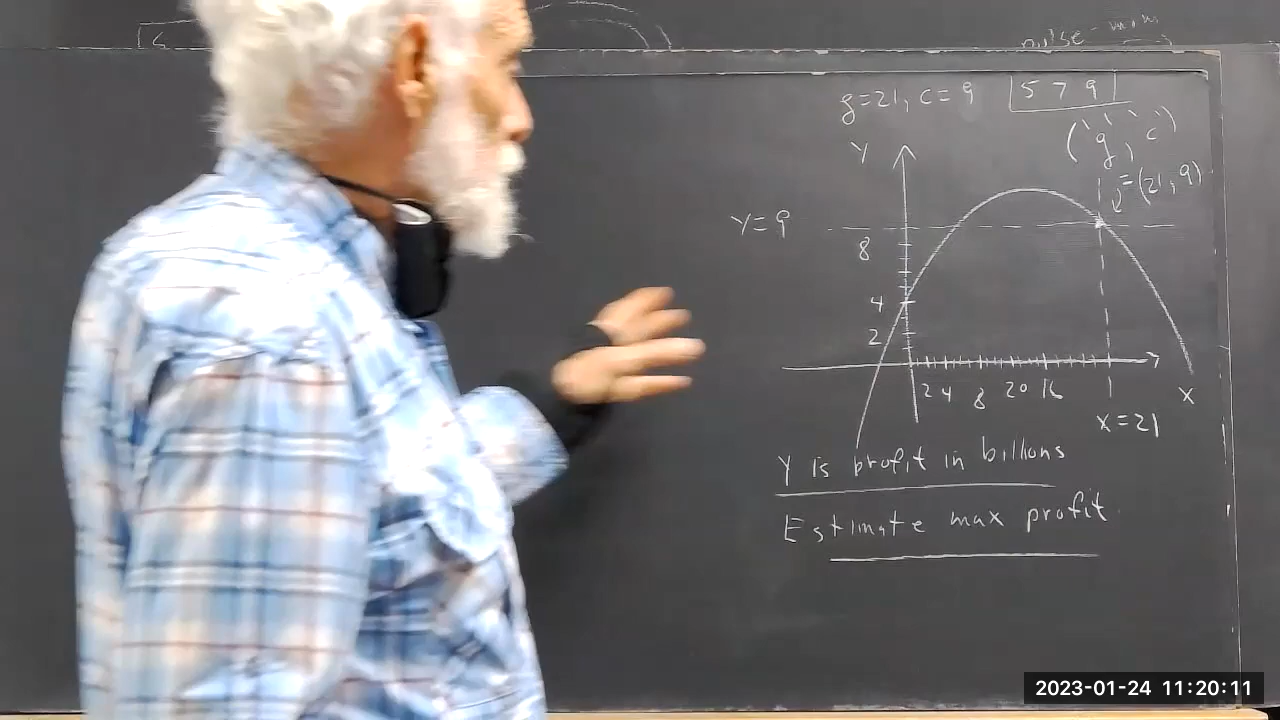 g=21, c=9 5 7 9
(g, c)
=(21, 9)
Y
Y=9
8
4
2
2 4 8 20 16
X
X=21
Y is profit in billions
Estimate max profit
2023-01-24 11:20:11